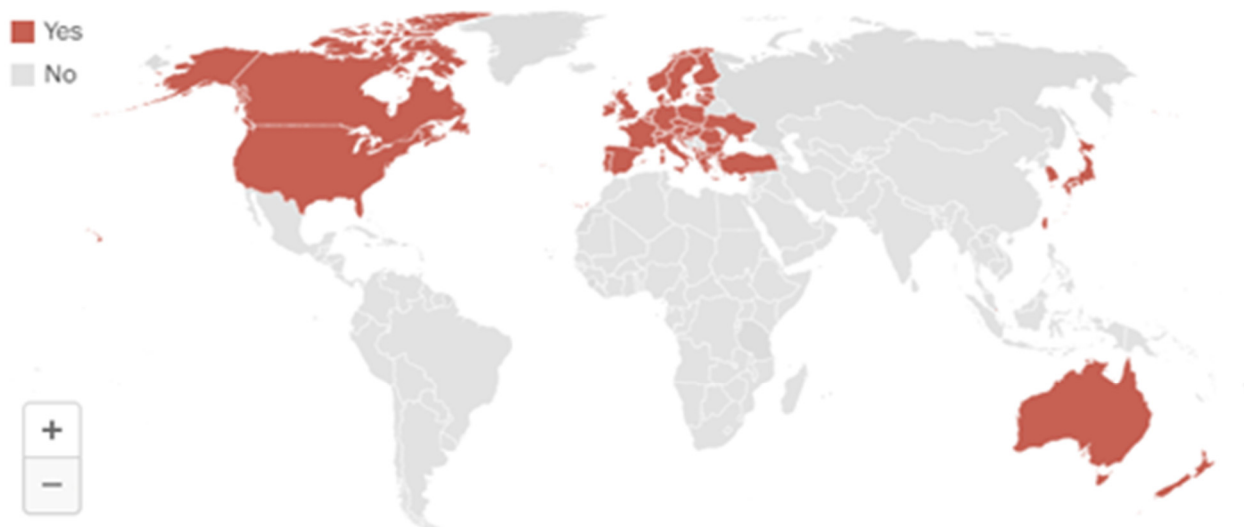 Yes
No
+
−